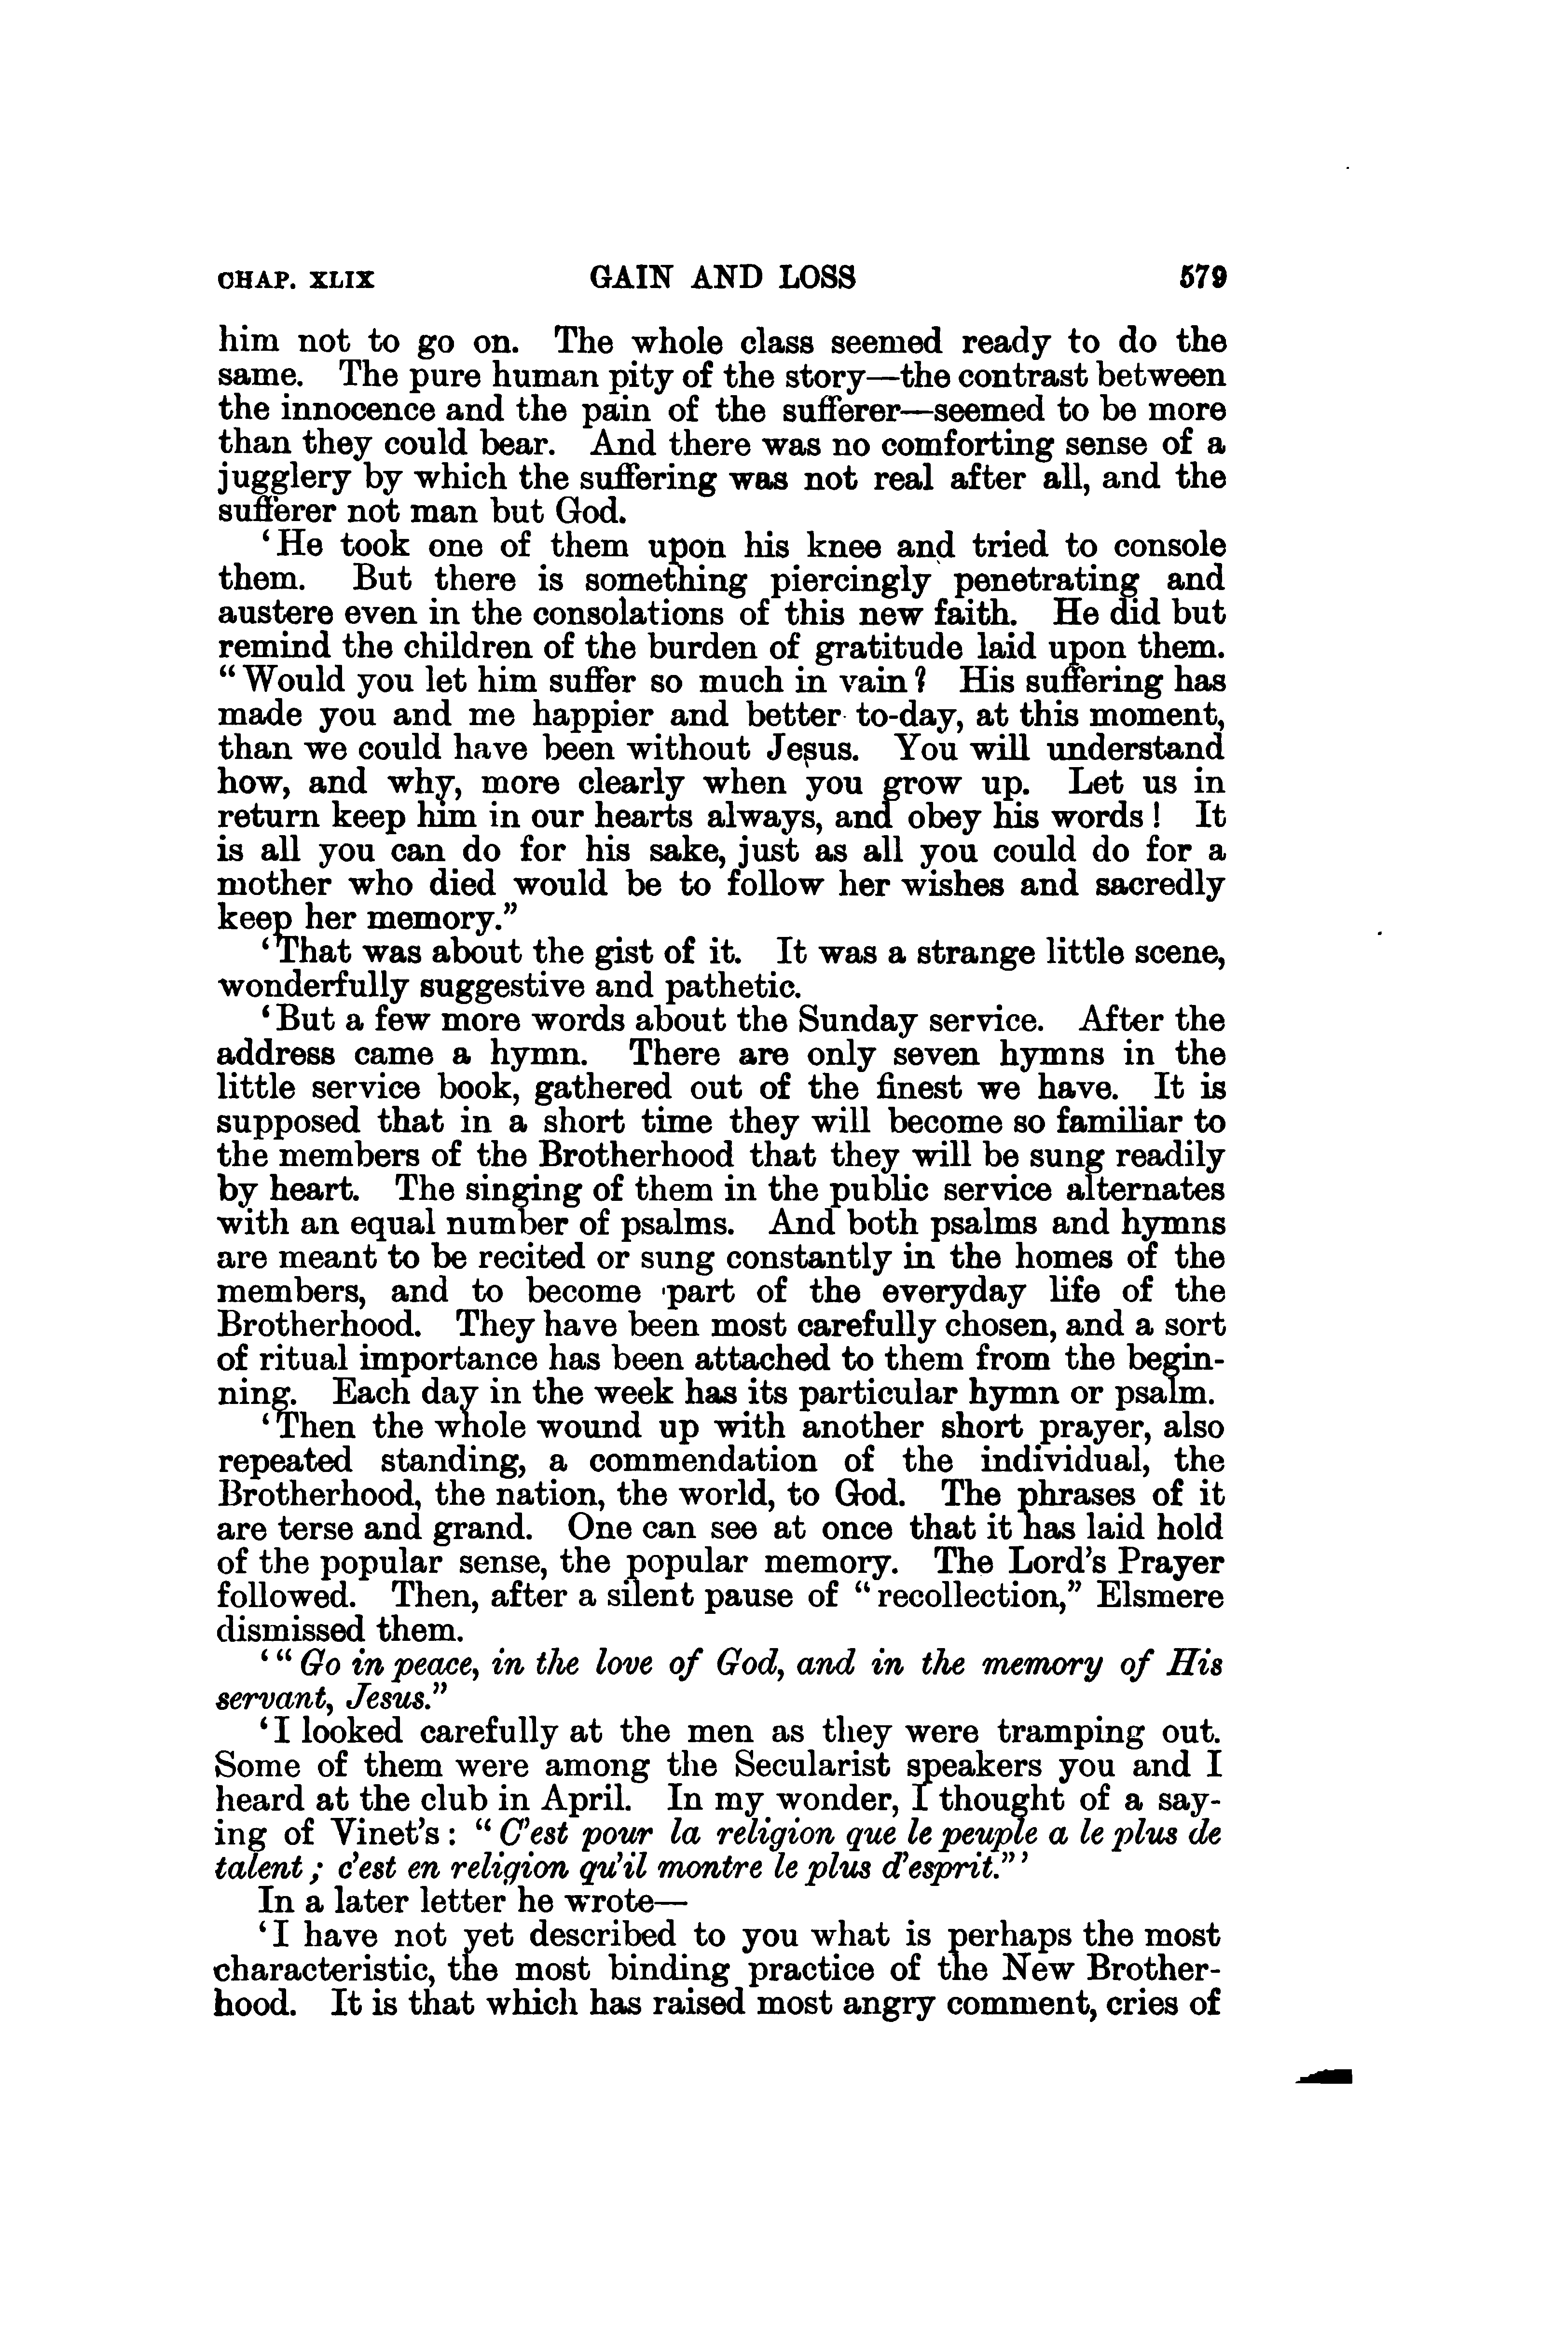 CHAP. XLIX GAIN AND LOSS 579
him not to go on. The whole class seemed ready to do the
same. The pure human pity of the story—the contrast between
the innocence and the pain of the sufferer—seemed to be more
than they could bear. And there was no comforting sense of a
jugglery by which the suffering was not real after all, and the
sufferer not man but God.
‘He took one of them upon his knee and tried to console
them. But there is something piercingly penetrating and
austere even in the consolations of this new faith. He did but
remind the children of the burden of gratitude laid upon them.
“Would you let him suffer so much in vain? His suffering has
made you and me happier and better to-day, at this moment,
than we could have been without Jesus. You will understand
how, and why, more clearly when you grow up. Let us in
return keep him in our hearts always, and obey his words! It
is all you can do for his sake, just as all you could do for a
mother who died would be to follow her wishes and sacredly
keep her memory.”
‘That was about the gist of it. It was a strange little scene,
wonderfully suggestive and pathetic.
‘But a few more words about the Sunday service. After the
address came a hymn. There are only seven hymns in the
little service book, gathered out of the finest we have. It is
supposed that in a short time they will become so familiar to
the members of the Brotherhood that they will be sung readily
by heart. The singing of them in the public service alternates
with an equal number of psalms. And both psalms and hymns
are meant to be recited or sung constantly in the homes of the
members, and to become part of the everyday life of the
Brotherhood. They have been most carefully chosen, and a sort
of ritual importance has been attached to them from the begin-
ning. Each day in the week has its particular hymn or psalm.
‘Then the whole wound up with another short prayer, also
repeated standing, a commendation of the individual, the
Brotherhood, the nation, the world, to God. The phrases of it
are terse and grand. One can see at once that it has laid hold
of the popular sense, the popular memory. The Lord’s Prayer
followed. Then, after a silent pause of “recollection,” Elsmere
dismissed them.
‘“Go in peace, in the love of God, and in the memory of His
servant, Jesus.”
‘I looked carefully at the men as they were tramping out.
Some of them were among the Secularist speakers you and I
heard at the club in April. In my wonder, I thought of a say-
ing of Vinet’s: “C’est pour la religion que le peuple a le plus de
talent; c’est en religion qu’il montre le plus d’esprit.”’
In a later letter he wrote—
‘I have not yet described to you what is perhaps the most
characteristic, the most binding practice of the New Brother-
hood. It is that which has raised most angry comment, cries of